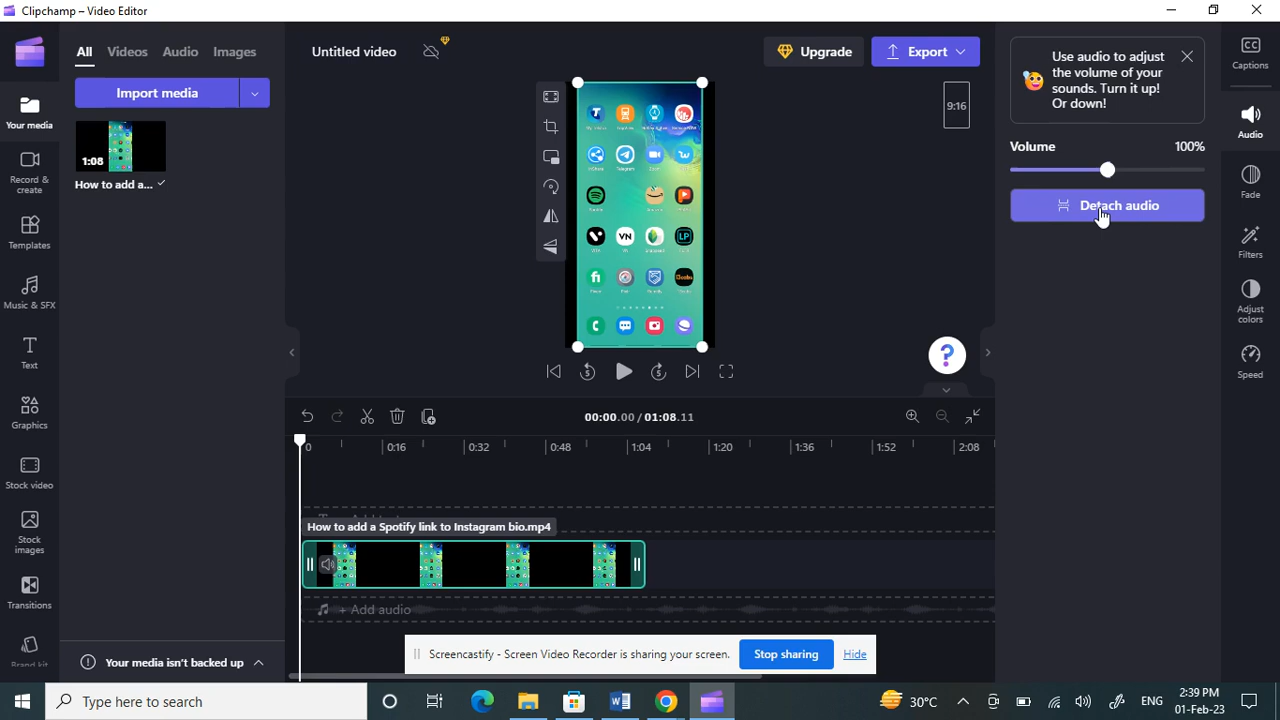 Clipchamp – Video Editor
All Videos Audio Images
Import media
1:08
How to add a...
Your media
Record &
create
Templates
Music & SFX
Text
Graphics
Stock video
Stock
images
Transitions
Brand kit
Your media isn't backed up
Untitled video
Upgrade
Export
9:16
5
5
?
00:00.00 / 01:08.11
0 0:16 0:32 0:48 1:04 1:20 1:36 1:52 2:08
How to add a Spotify link to Instagram bio.mp4
+ Add audio
Screencastify - Screen Video Recorder is sharing your screen. Stop sharing Hide
Use audio to adjust
the volume of your
sounds. Turn it up!
Or down!
Volume 100%
Detach audio
CC
Captions
Audio
Fade
Filters
Adjust
colors
Speed
Type here to search
30°C
ENG
2:39 PM
01-Feb-23